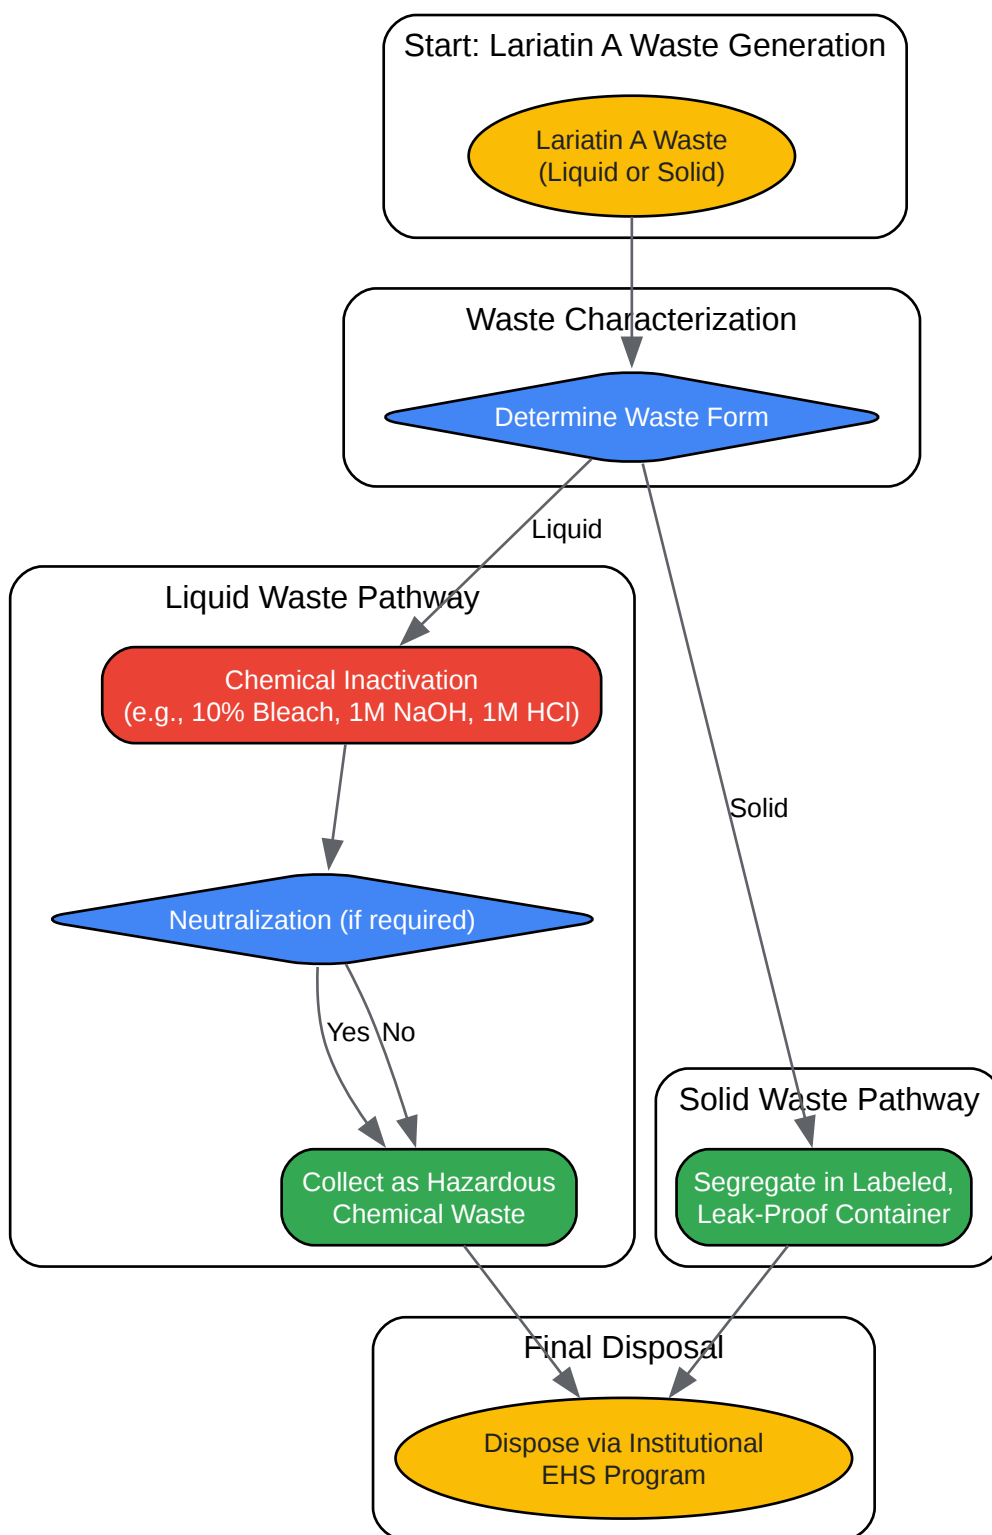 Start: Lariatin A Waste Generation
Lariatin A Waste
(Liquid or Solid)
Waste Characterization
Determine Waste Form
Liquid
Liquid Waste Pathway
Chemical Inactivation
(e.g., 10% Bleach, 1M NaOH, 1M HCl)
Solid
Neutralization (if required)
Yes
No
Solid Waste Pathway
Collect as Hazardous
Chemical Waste
Segregate in Labeled,
Leak-Proof Container
Final Disposal
Dispose via Institutional
EHS Program